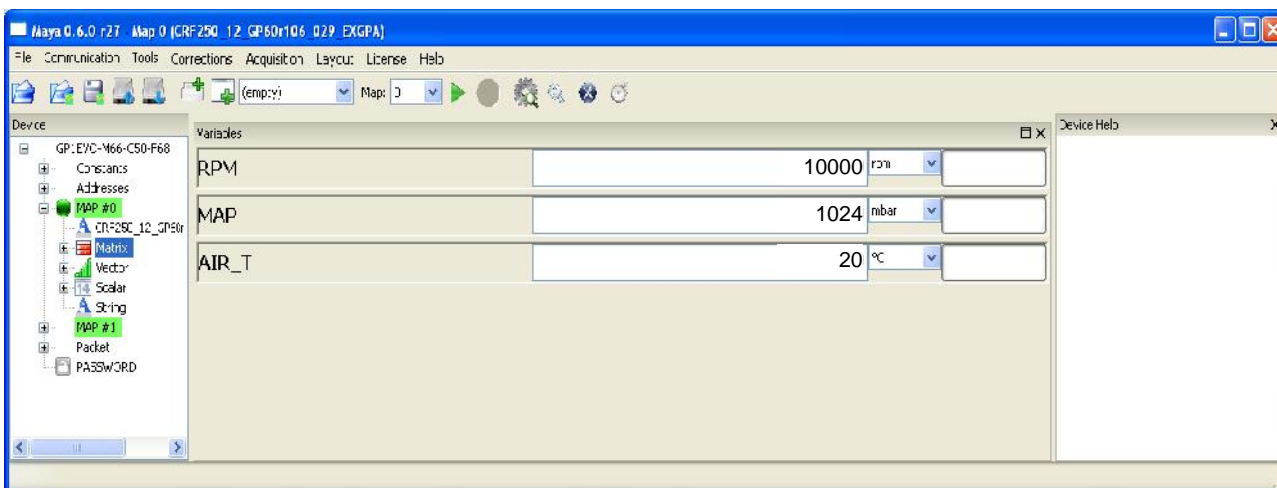 Maya 0.6.0 r27 - Map 0 (CRF250_12_GP60r106_029_EXGPA)
File Communication Tools Corrections Acquisition Layout License Help
(empty) Map: 0
Device
GP1EVO-M66-C50-F68
Constants
Addresses
MAP #0
CRF250_12_GP60r
Matrix
Vector
Scalar
String
MAP #1
Packet
PASSWORD
Variables
RPM 10000 rpm
MAP 1024 mbar
AIR_T 20 °C
Device Help